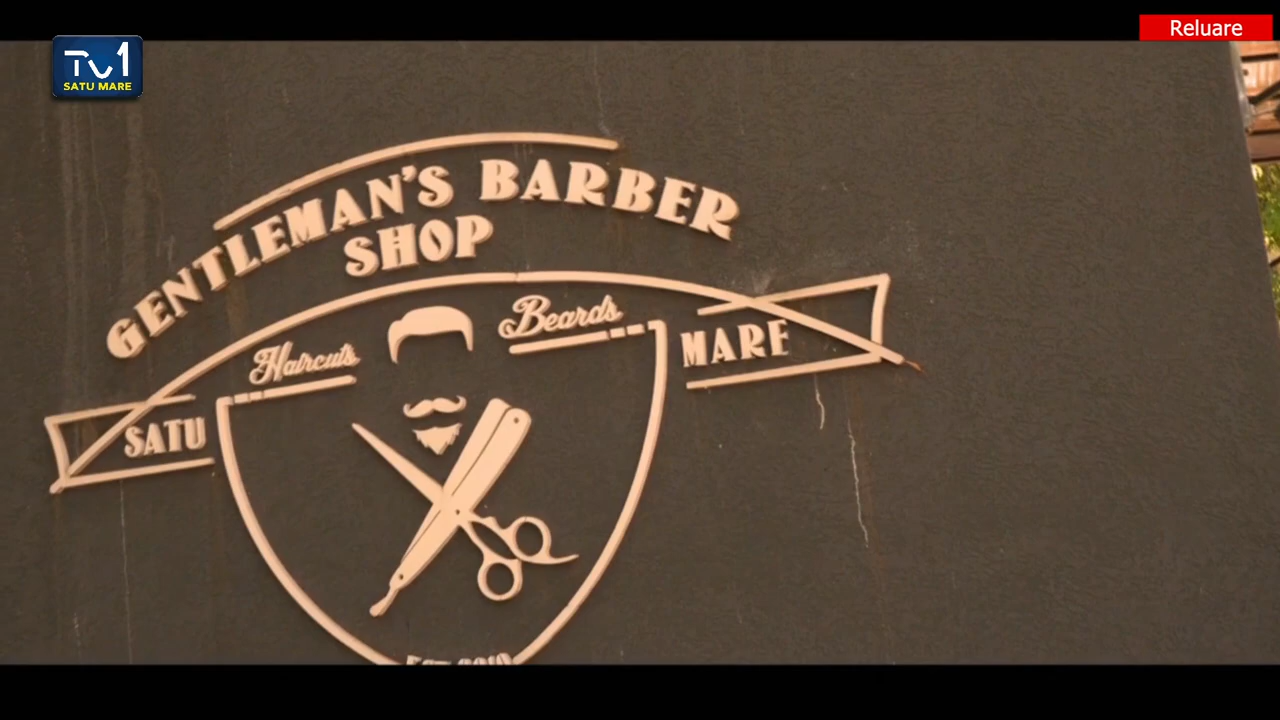 Reluare
TV1
SATU MARE
GENTLEMAN'S BARBER
SHOP
Haircuts
Beards
SATU
MARE